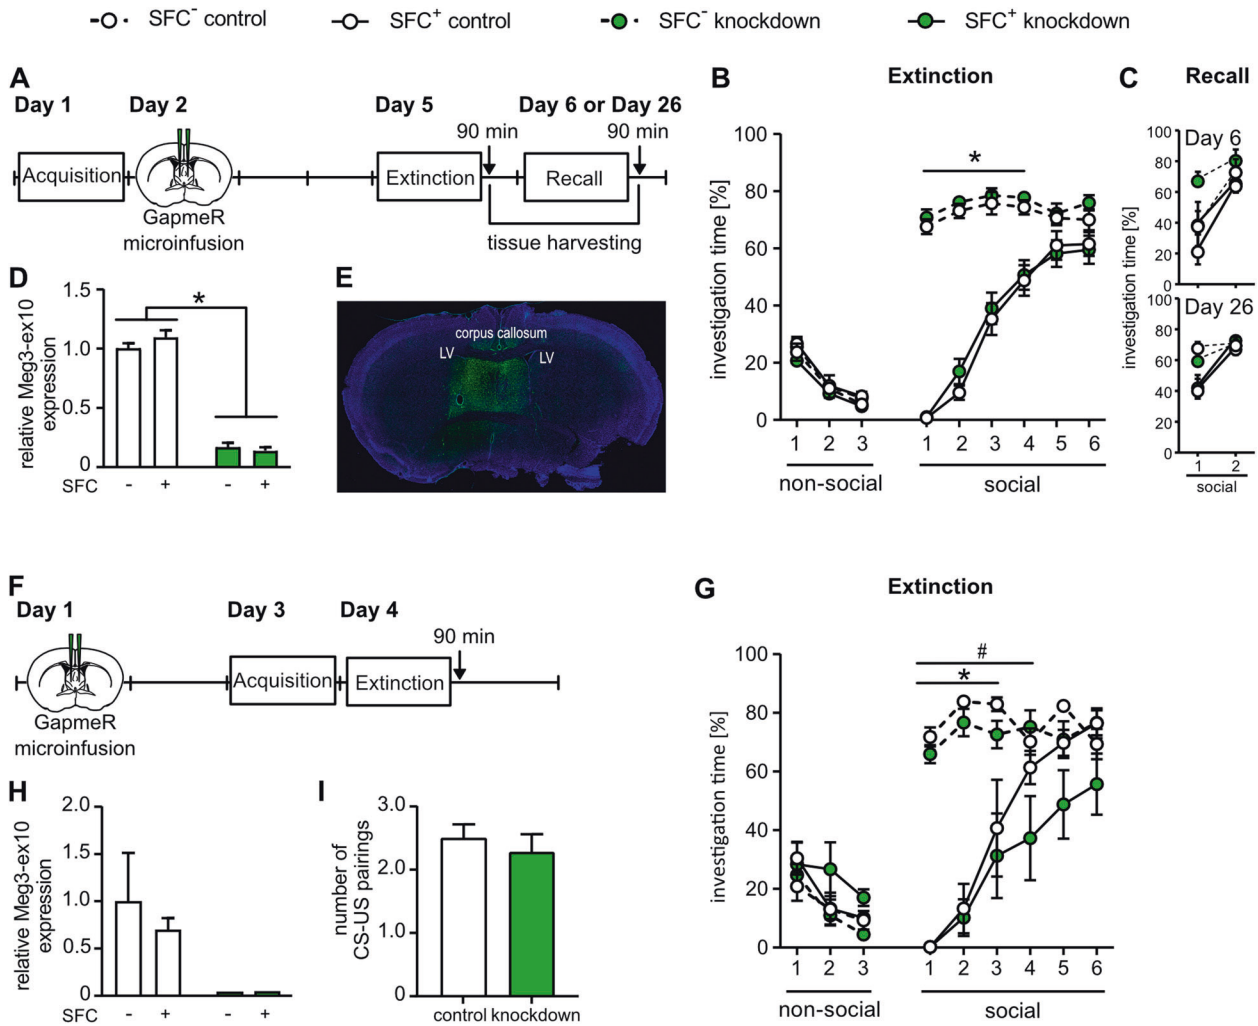 SFC- control SFC+ control SFC- knockdown SFC+ knockdown
A
Day 1 Day 2 Day 5 Day 6 or Day 26
90 min 90 min
Acquisition Extinction Recall
GapmeR
microinfusion
tissue harvesting
B Extinction
investigation time [%]
100
80
60
40
20
0
*
1 2 3 1 2 3 4 5 6
non-social social
C Recall
Day 6
100
80
60
40
20
0
investigation time [%]
Day 26
100
80
60
40
20
0
1 2
social
D
relative Meg3-ex10
expression
1.5
1.0
0.5
0
*
SFC - + - +
E
corpus callosum
LV LV
F
Day 1 Day 3 Day 4
90 min
Acquisition Extinction
GapmeR
microinfusion
G Extinction
investigation time [%]
100
80
60
40
20
0
#
*
1 2 3 1 2 3 4 5 6
non-social social
H
relative Meg3-ex10
expression
2.0
1.5
1.0
0.5
0
SFC - + - +
I
number of
CS-US pairings
3.0
2.0
1.0
0
control knockdown